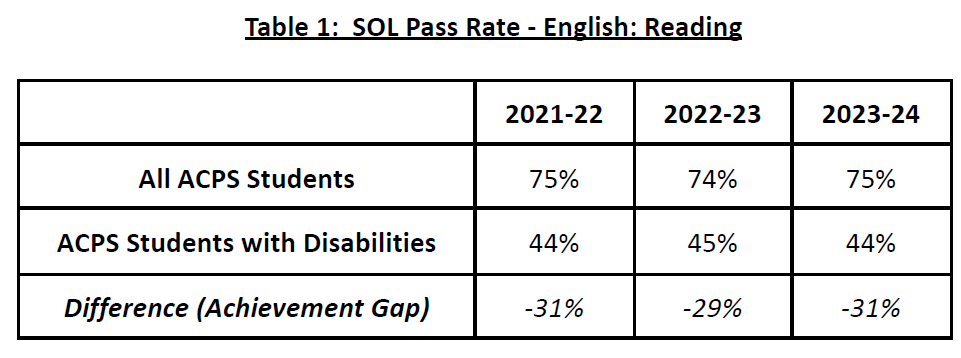 Table 1:  SOL Pass Rate - English: Reading
2021-22 2022-23 2023-24
All ACPS Students 75% 74% 75%
ACPS Students with Disabilities 44% 45% 44%
Difference (Achievement Gap) -31% -29% -31%